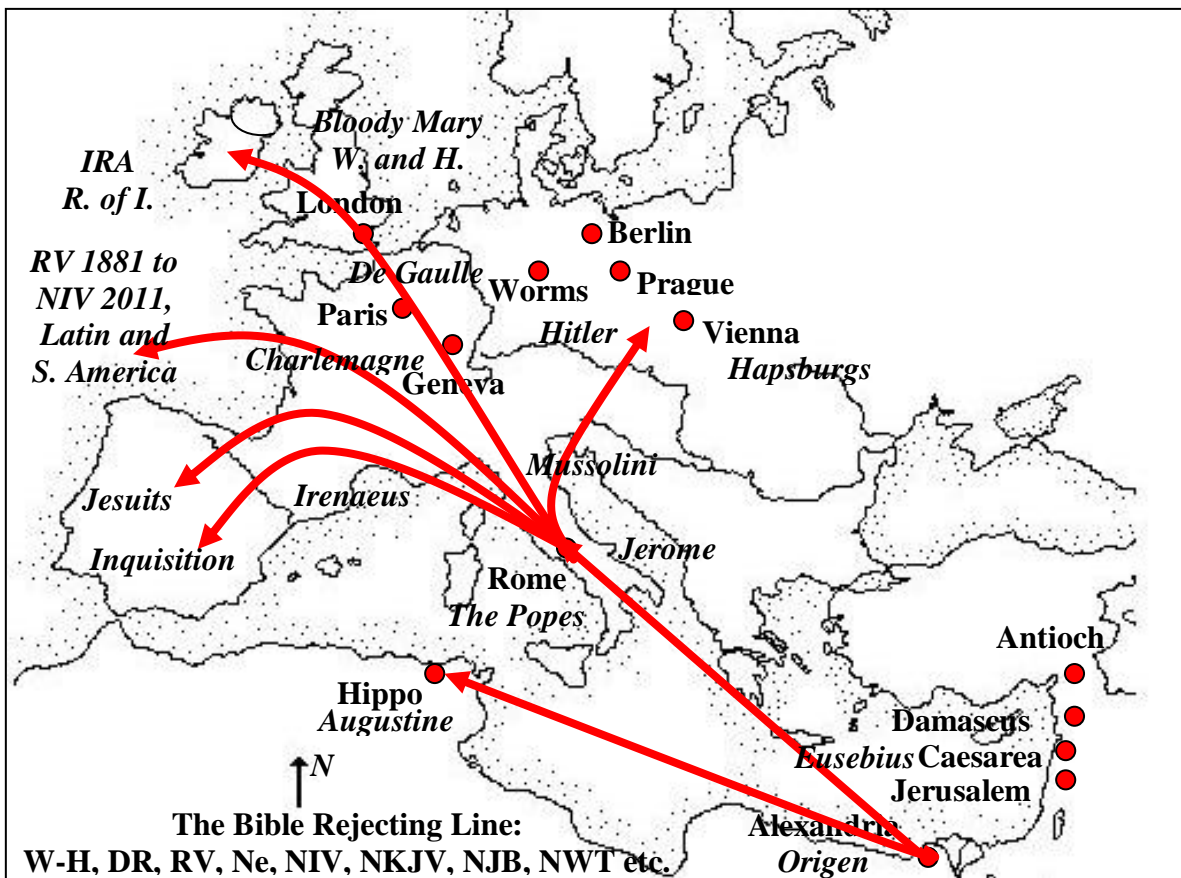 Bloody Mary
W. and H.
IRA
R. of I.
London
Berlin
RV 1881 to
NIV 2011,
Latin and
S. America
De Gaulle
Worms
Prague
Paris
Hitler
Vienna
Charlemagne
Geneva
Hapsburgs
Mussolini
Jesuits
Irenaeus
Inquisition
Jerome
Rome
The Popes
Antioch
Hippo
Augustine
Damascus
Eusebius Caesarea
Jerusalem
N
Alexandria
Origen
The Bible Rejecting Line:
W-H, DR, RV, Ne, NIV, NKJV, NJB, NWT etc.